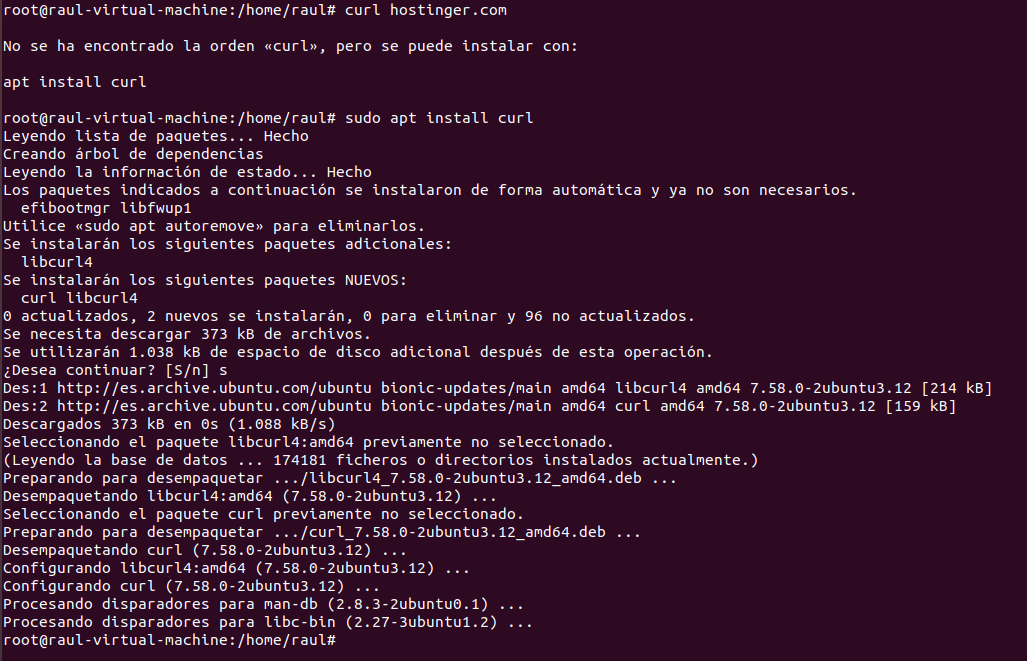 root@raul-virtual-machine:/home/raul# curl hostinger.com
No se ha encontrado la orden «curl», pero se puede instalar con:
apt install curl
root@raul-virtual-machine:/home/raul# sudo apt install curl
Leyendo lista de paquetes... Hecho
Creando árbol de dependencias
Leyendo la información de estado... Hecho
Los paquetes indicados a continuación se instalaron de forma automática y ya no son necesarios.
  efibootmgr libfwup1
Utilice «sudo apt autoremove» para eliminarlos.
Se instalarán los siguientes paquetes adicionales:
  libcurl4
Se instalarán los siguientes paquetes NUEVOS:
  curl libcurl4
0 actualizados, 2 nuevos se instalarán, 0 para eliminar y 96 no actualizados.
Se necesita descargar 373 kB de archivos.
Se utilizarán 1.038 kB de espacio de disco adicional después de esta operación.
¿Desea continuar? [S/n] s
Des:1 http://es.archive.ubuntu.com/ubuntu bionic-updates/main amd64 libcurl4 amd64 7.58.0-2ubuntu3.12 [214 kB]
Des:2 http://es.archive.ubuntu.com/ubuntu bionic-updates/main amd64 curl amd64 7.58.0-2ubuntu3.12 [159 kB]
Descargados 373 kB en 0s (1.088 kB/s)
Seleccionando el paquete libcurl4:amd64 previamente no seleccionado.
(Leyendo la base de datos ... 174181 ficheros o directorios instalados actualmente.)
Preparando para desempaquetar .../libcurl4_7.58.0-2ubuntu3.12_amd64.deb ...
Desempaquetando libcurl4:amd64 (7.58.0-2ubuntu3.12) ...
Seleccionando el paquete curl previamente no seleccionado.
Preparando para desempaquetar .../curl_7.58.0-2ubuntu3.12_amd64.deb ...
Desempaquetando curl (7.58.0-2ubuntu3.12) ...
Configurando libcurl4:amd64 (7.58.0-2ubuntu3.12) ...
Configurando curl (7.58.0-2ubuntu3.12) ...
Procesando disparadores para man-db (2.8.3-2ubuntu0.1) ...
Procesando disparadores para libc-bin (2.27-3ubuntu1.2) ...
root@raul-virtual-machine:/home/raul#